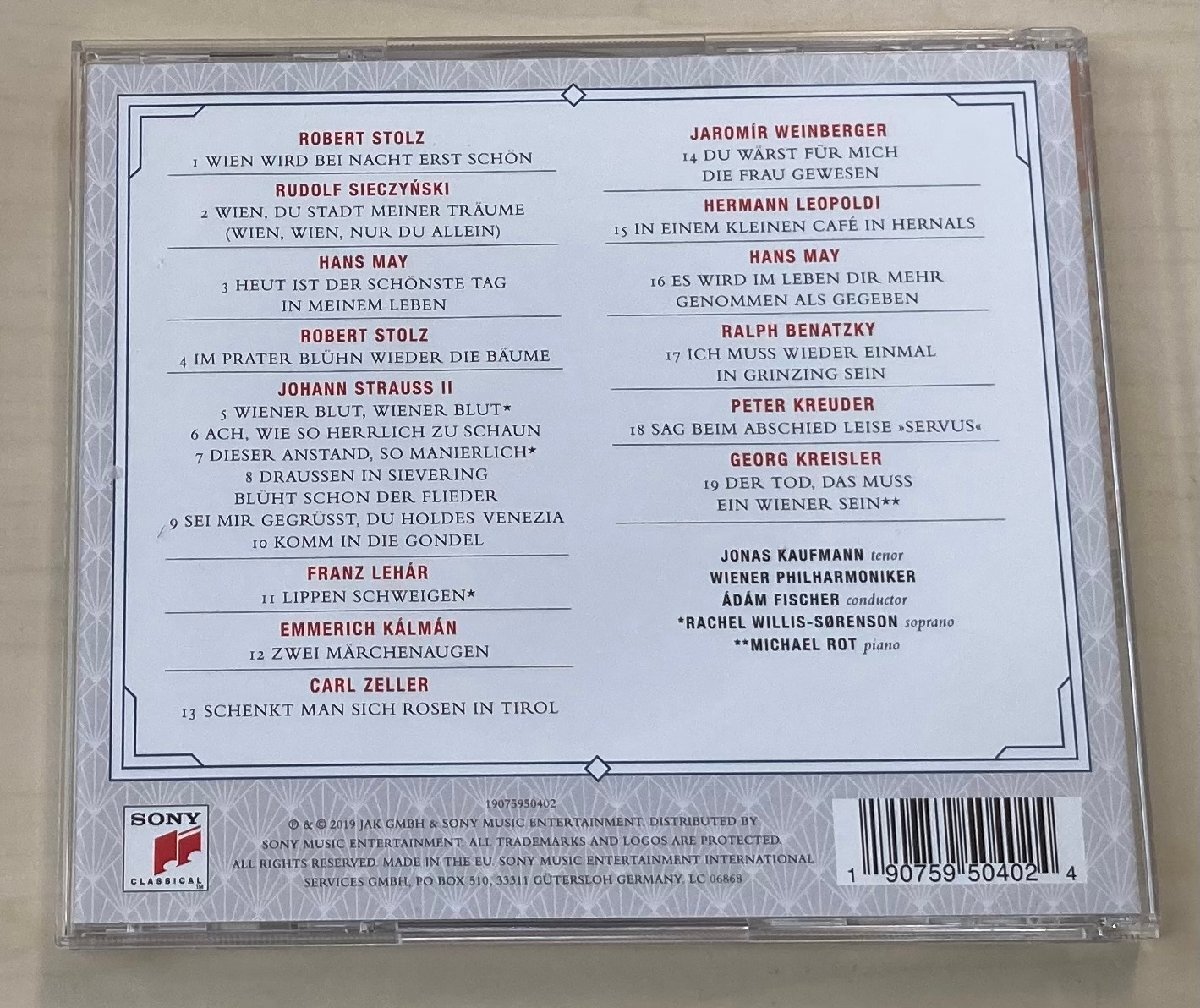 ROBERT STOLZ
1 WIEN WIRD BEI NACHT ERST SCHÖN
RUDOLF SIECZYŃSKI
2 WIEN, DU STADT MEINER TRÄUME
(WIEN, WIEN, NUR DU ALLEIN)
HANS MAY
3 HEUT IST DER SCHÖNSTE TAG
IN MEINEM LEBEN
ROBERT STOLZ
4 IM PRATER BLÜHN WIEDER DIE BÄUME
JOHANN STRAUSS II
5 WIENER BLUT, WIENER BLUT*
6 ACH, WIE SO HERRLICH ZU SCHAUN
7 DIESER ANSTAND, SO MANIERLICH*
8 DRAUSSEN IN SIEVERING
BLÜHT SCHON DER FLIEDER
9 SEI MIR GEGRÜSST, DU HOLDES VENEZIA
10 KOMM IN DIE GONDEL
FRANZ LEHÁR
11 LIPPEN SCHWEIGEN*
EMMERICH KÁLMÁN
12 ZWEI MÄRCHENAUGEN
CARL ZELLER
13 SCHENKT MAN SICH ROSEN IN TIROL
JAROMÍR WEINBERGER
14 DU WÄRST FÜR MICH
DIE FRAU GEWESEN
HERMANN LEOPOLDI
15 IN EINEM KLEINEN CAFÉ IN HERNALS
HANS MAY
16 ES WIRD IM LEBEN DIR MEHR
GENOMMEN ALS GEGEBEN
RALPH BENATZKY
17 ICH MUSS WIEDER EINMAL
IN GRINZING SEIN
PETER KREUDER
18 SAG BEIM ABSCHIED LEISE »SERVUS«
GEORG KREISLER
19 DER TOD, DAS MUSS
EIN WIENER SEIN**
JONAS KAUFMANN tenor
WIENER PHILHARMONIKER
ÁDÁM FISCHER conductor
*RACHEL WILLIS-SØRENSON soprano
**MICHAEL ROT piano
SONY
CLASSICAL
19075950402
℗ & © 2019 JAK GMBH & SONY MUSIC ENTERTAINMENT. DISTRIBUTED BY
SONY MUSIC ENTERTAINMENT. ALL TRADEMARKS AND LOGOS ARE PROTECTED.
ALL RIGHTS RESERVED. MADE IN THE EU. SONY MUSIC ENTERTAINMENT INTERNATIONAL
SERVICES GMBH, PO BOX 510, 33311 GÜTERSLOH GERMANY. LC 06868
1 90759 50402 4